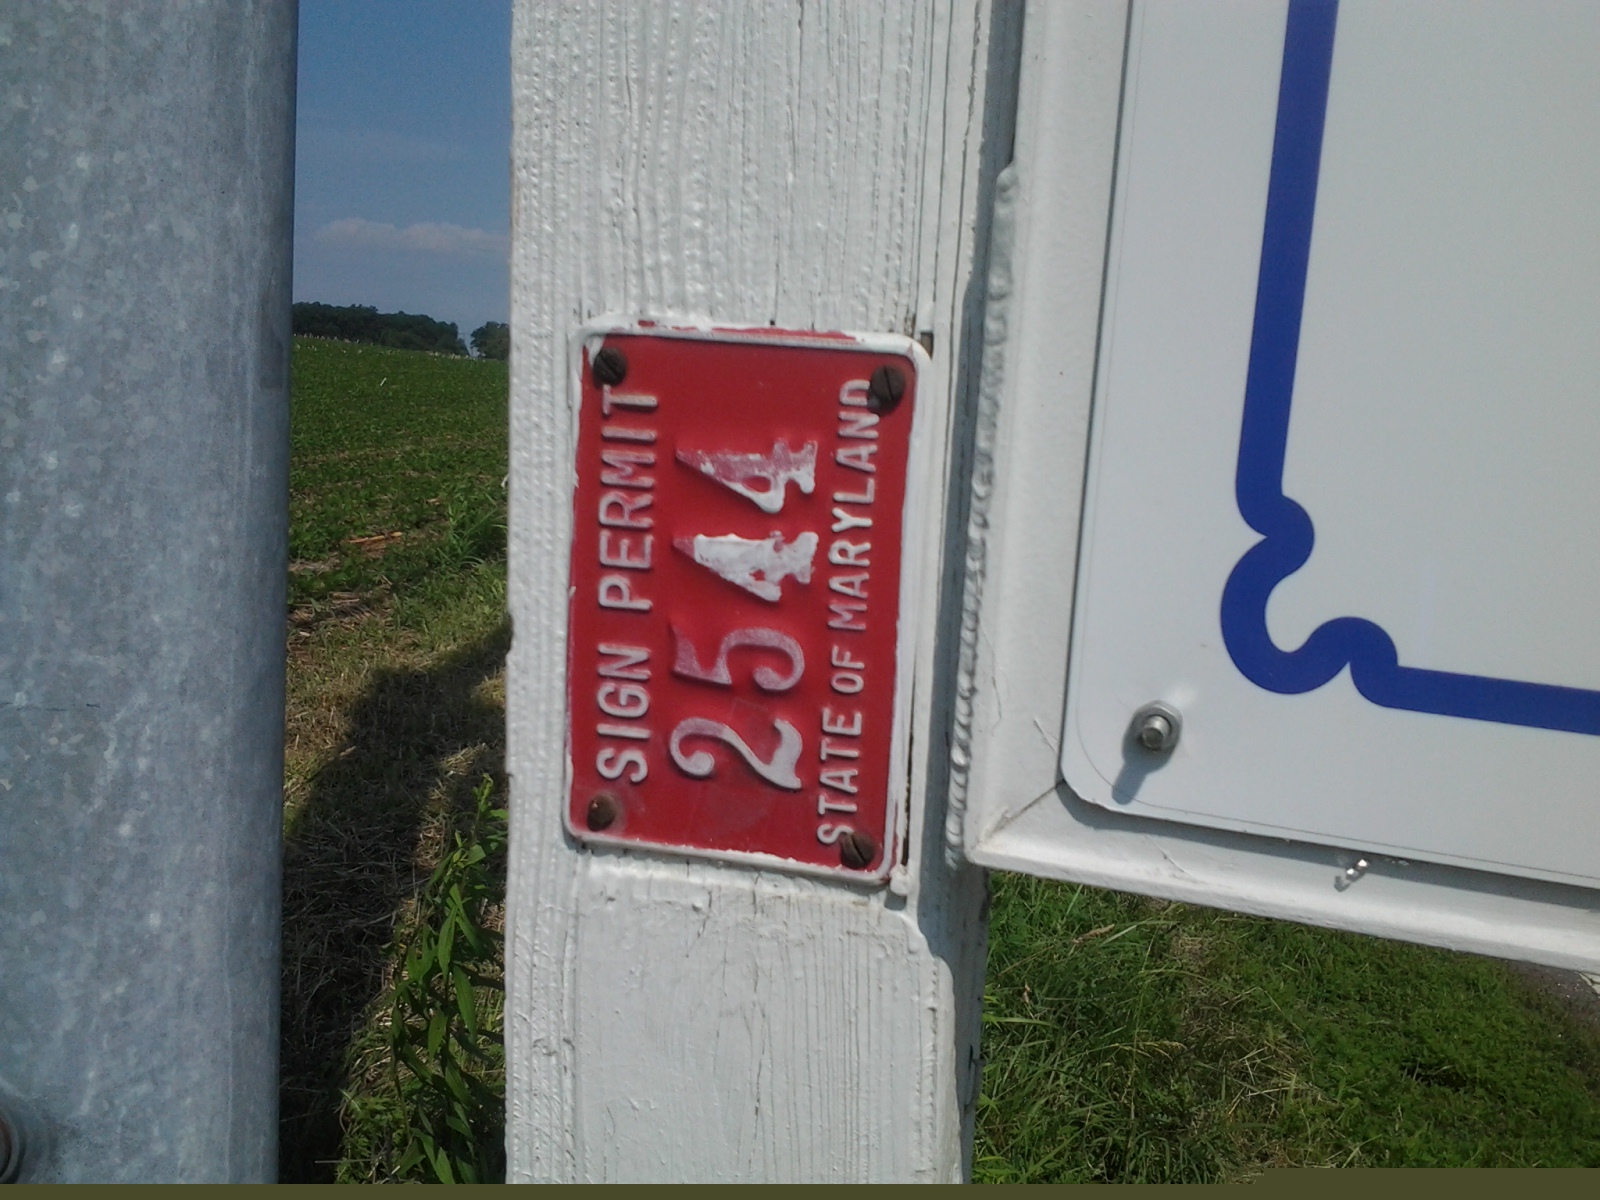 SIGN PERMIT
2544
STATE OF MARYLAND